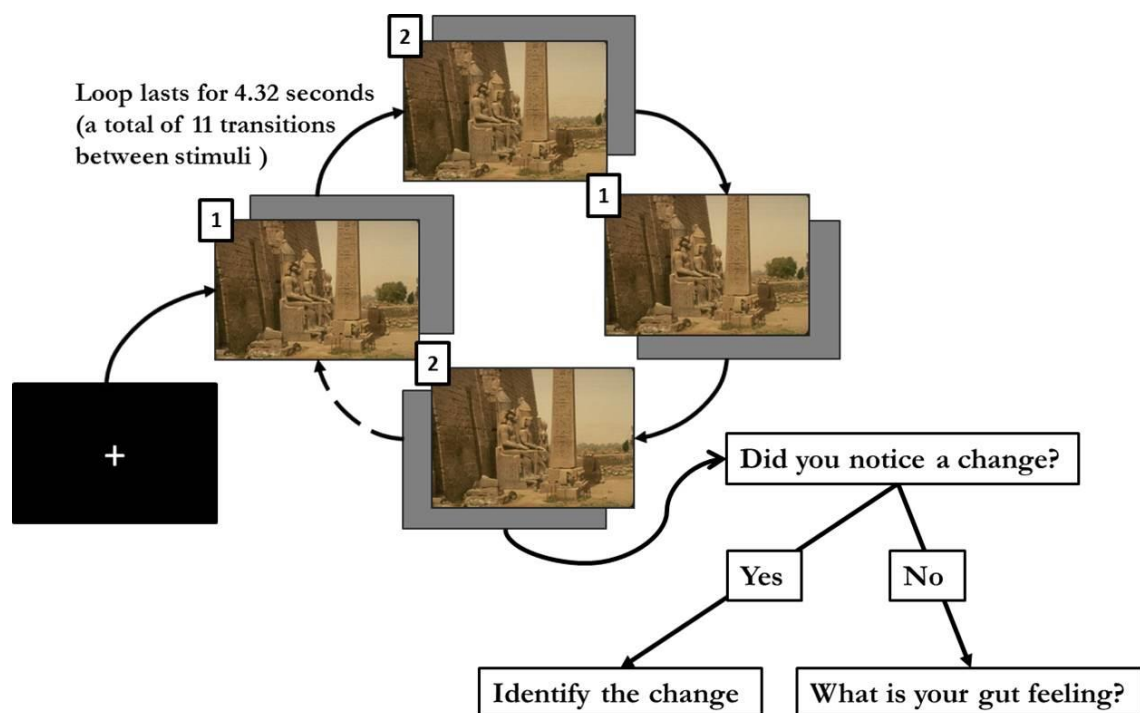 2
Loop lasts for 4.32 seconds
(a total of 11 transitions
between stimuli )
1
1
2
+
Did you notice a change?
Yes
No
Identify the change
What is your gut feeling?